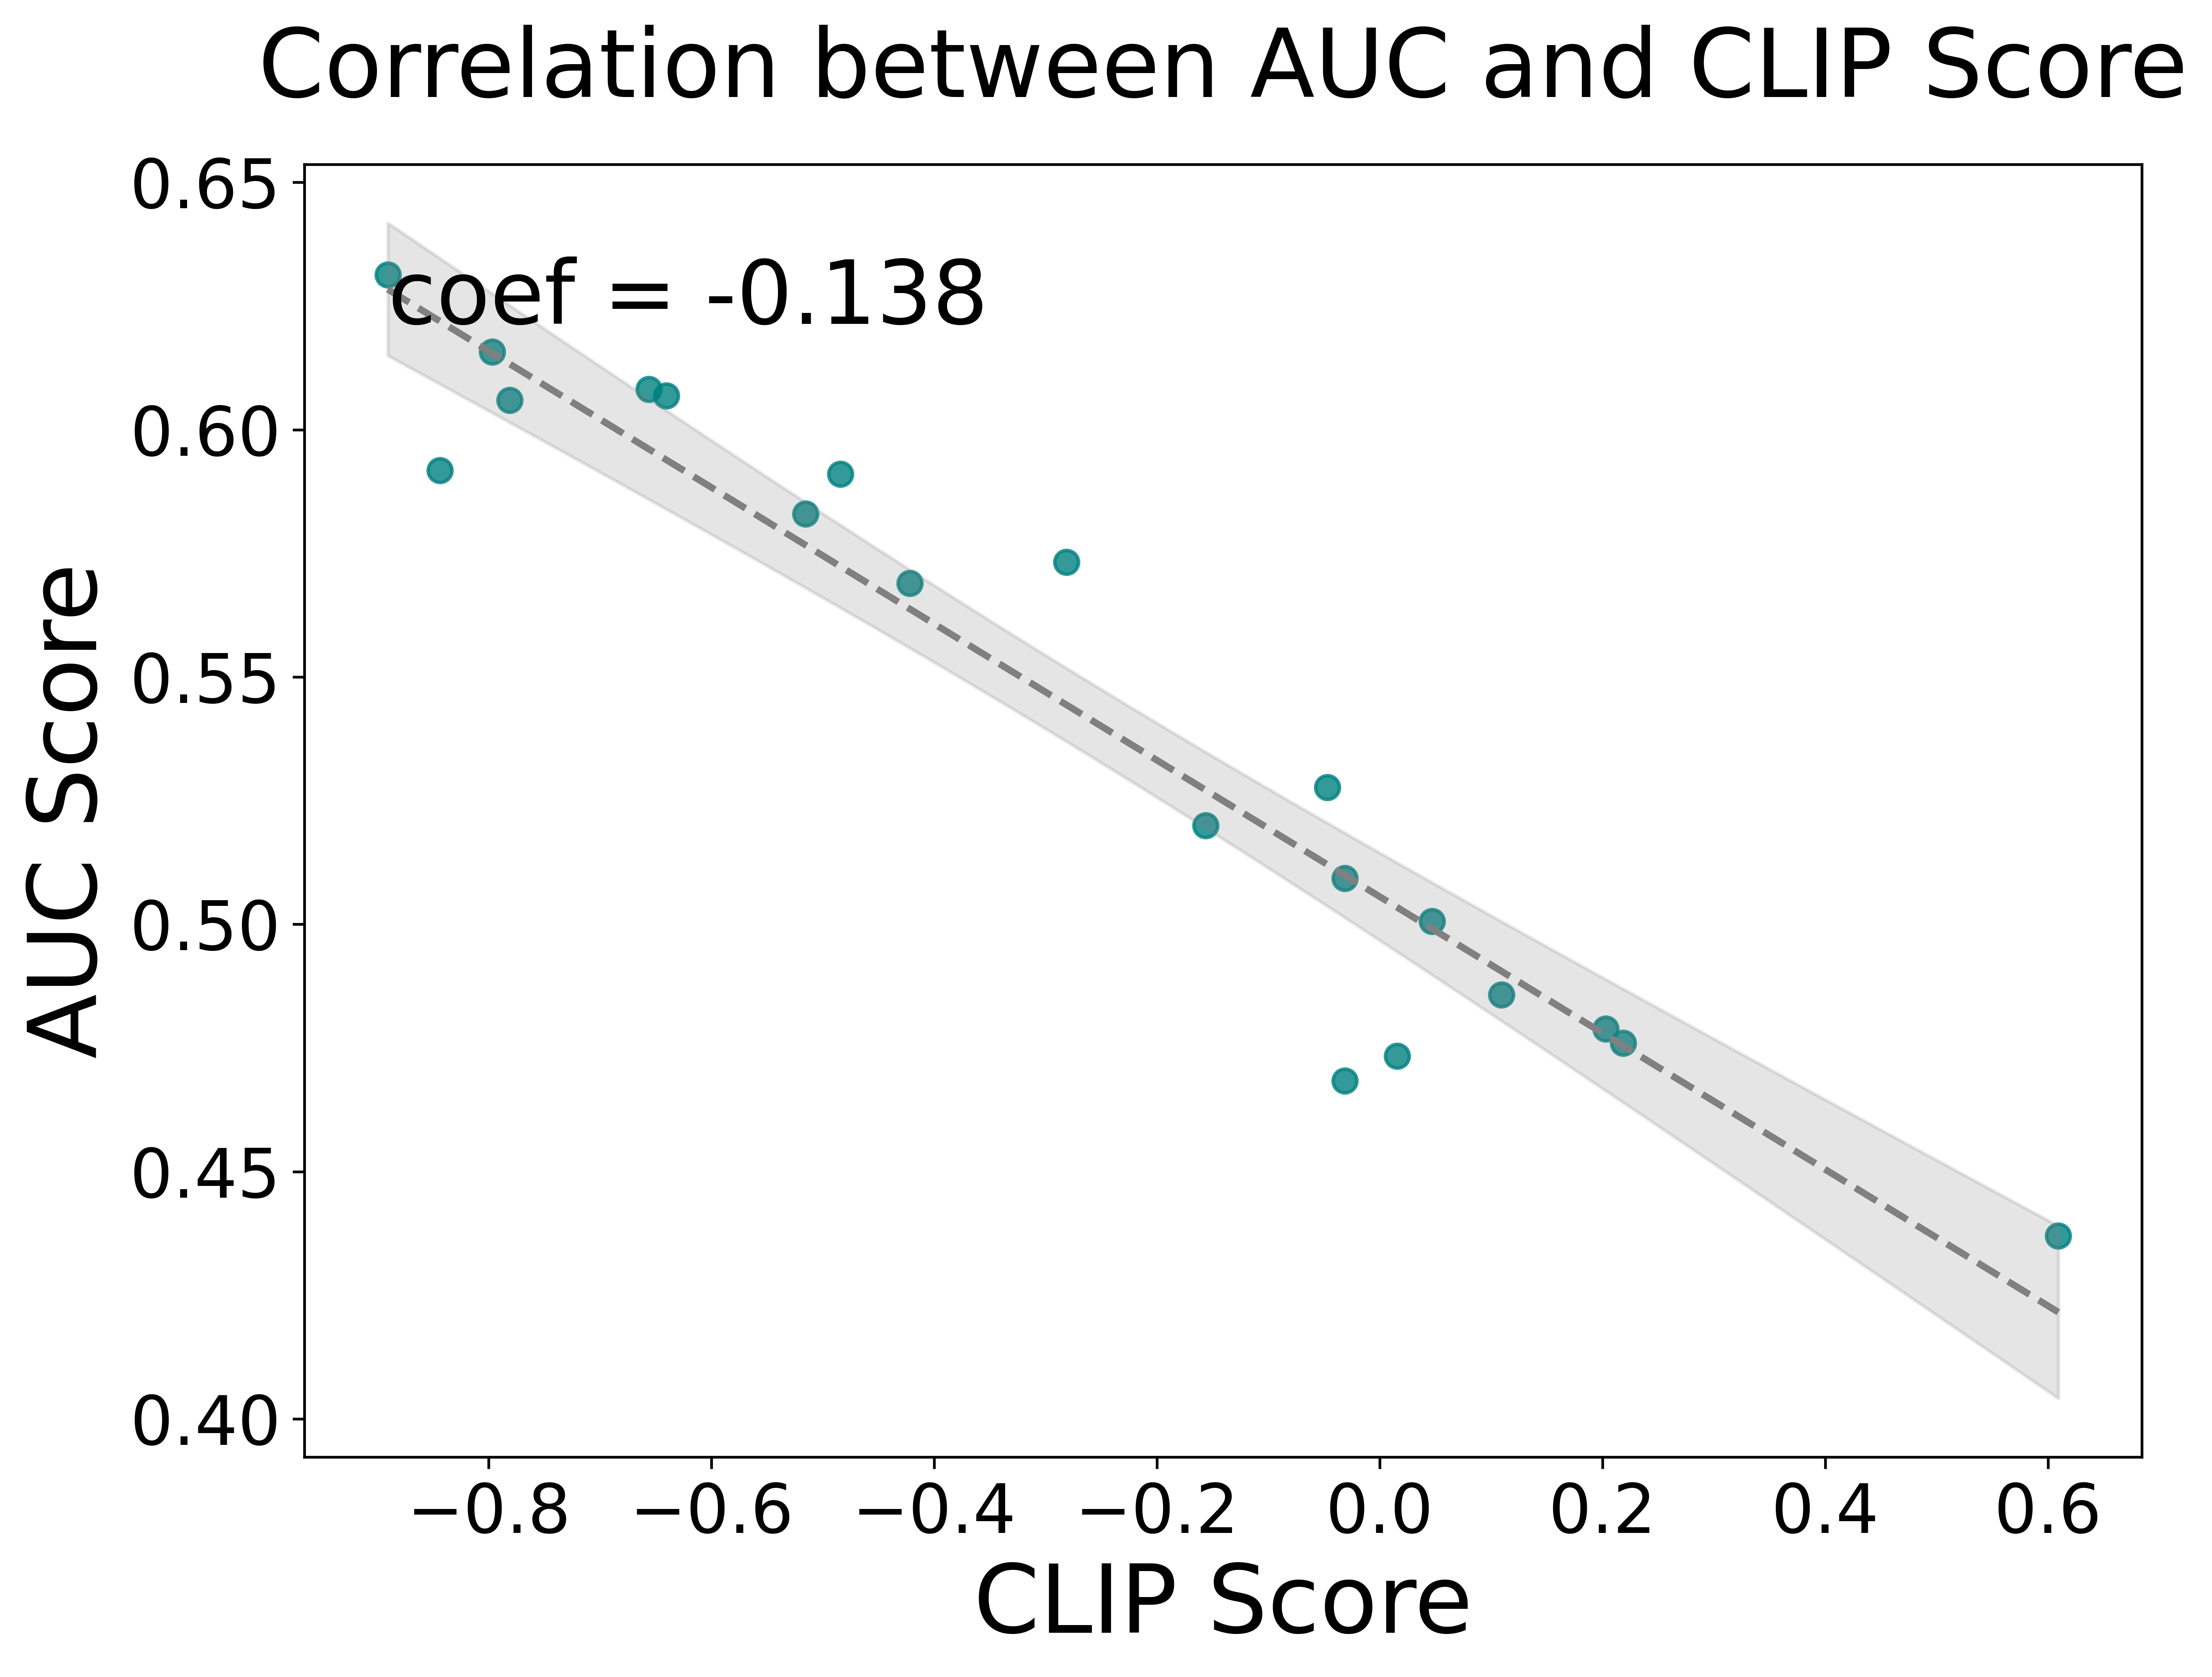 Correlation between AUC and CLIP Score
0.65
coef = -0.138
0.60
0.55
0.50
0.45
0.40
AUC Score
−0.8 −0.6 −0.4 −0.2 0.0 0.2 0.4 0.6
CLIP Score